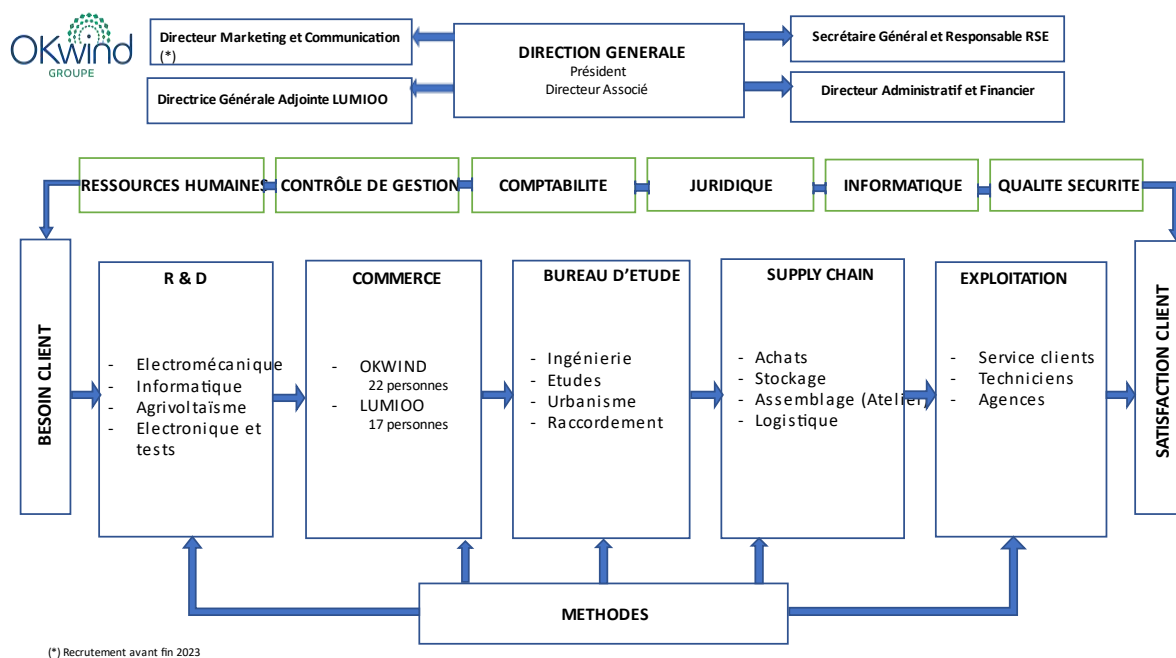 OKwind
GROUPE
Directeur Marketing et Communication
(*)
Directrice Générale Adjointe LUMIOO
DIRECTION GENERALE
Président
Directeur Associé
Secrétaire Général et Responsable RSE
Directeur Administratif et Financier
RESSOURCES HUMAINES
CONTRÔLE DE GESTION
COMPTABILITE
JURIDIQUE
INFORMATIQUE
QUALITE SECURITE
BESOIN CLIENT
R & D
- Electromécanique
- Informatique
- Agrivoltaïsme
- Electronique et
tests
COMMERCE
- OKWIND
22 personnes
- LUMIOO
17 personnes
BUREAU D'ETUDE
- Ingénierie
- Etudes
- Urbanisme
- Raccordement
SUPPLY CHAIN
- Achats
- Stockage
- Assemblage (Atelier)
- Logistique
EXPLOITATION
- Service clients
- Techniciens
- Agences
SATISFACTION CLIENT
METHODES
(*) Recrutement avant fin 2023